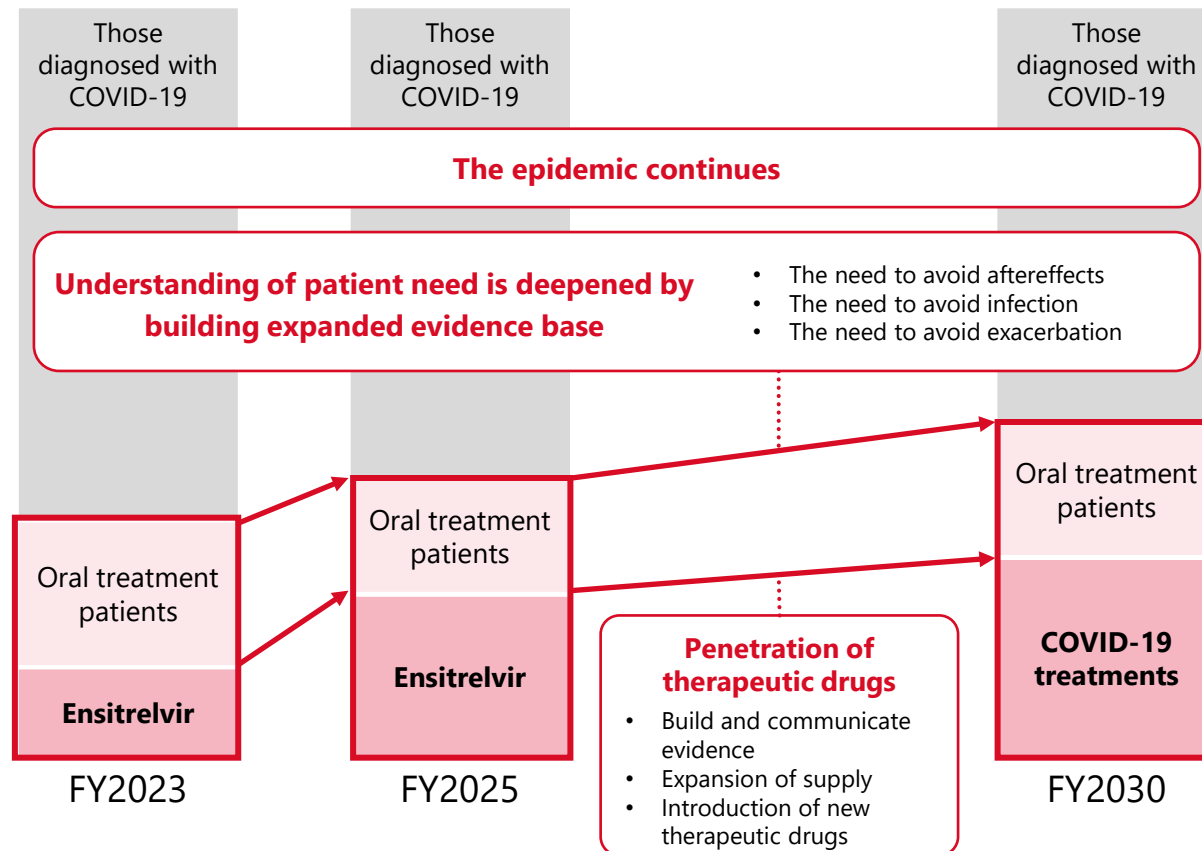 Those
diagnosed with
COVID-19
Those
diagnosed with
COVID-19
Those
diagnosed with
COVID-19
The epidemic continues
Understanding of patient need is deepened by
building expanded evidence base
• The need to avoid aftereffects
• The need to avoid infection
• The need to avoid exacerbation
Oral treatment
patients
Ensitrelvir
FY2023
Oral treatment
patients
Ensitrelvir
FY2025
Penetration of
therapeutic drugs
• Build and communicate
evidence
• Expansion of supply
• Introduction of new
therapeutic drugs
Oral treatment
patients
COVID-19
treatments
FY2030